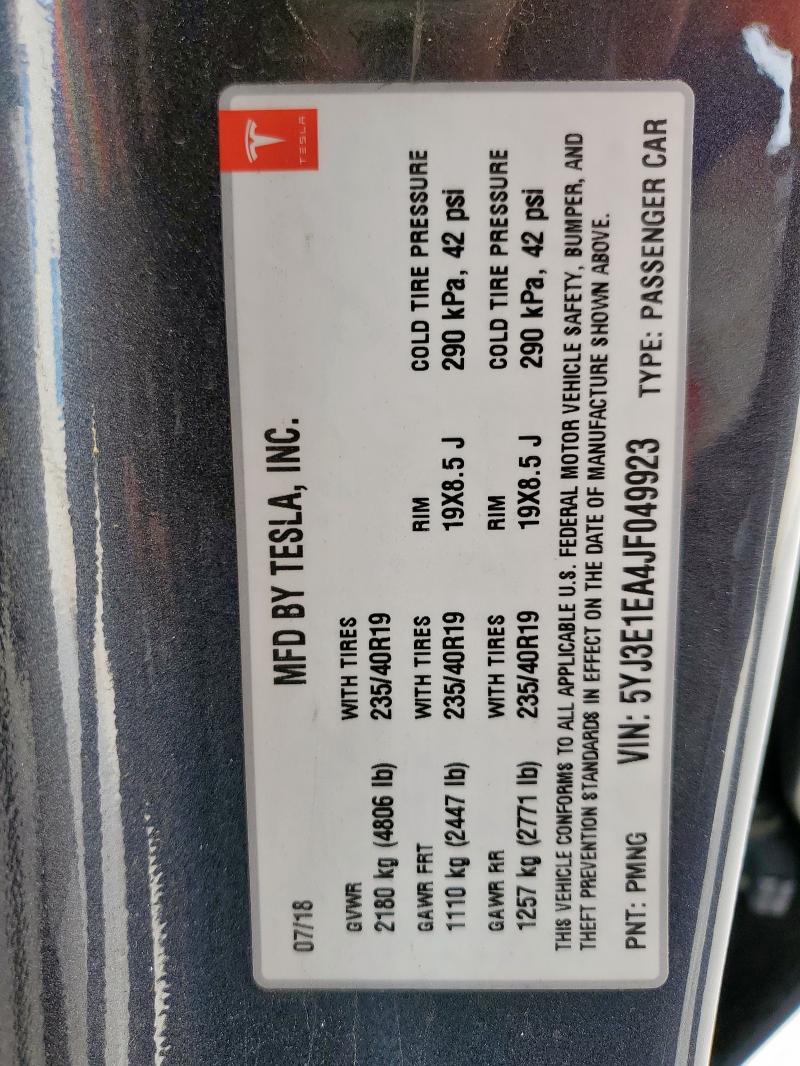 TESLA
07/18 MFD BY TESLA, INC.
GVWR WITH TIRES
2180 kg (4806 lb) 235/40R19
GAWR FRT WITH TIRES RIM COLD TIRE PRESSURE
1110 kg (2447 lb) 235/40R19 19X8.5 J 290 kPa, 42 psi
GAWR RR WITH TIRES RIM COLD TIRE PRESSURE
1257 kg (2771 lb) 235/40R19 19X8.5 J 290 kPa, 42 psi
THIS VEHICLE CONFORMS TO ALL APPLICABLE U.S. FEDERAL MOTOR VEHICLE SAFETY, BUMPER, AND
THEFT PREVENTION STANDARDS IN EFFECT ON THE DATE OF MANUFACTURE SHOWN ABOVE.
PNT: PMNG VIN: 5YJ3E1EA4JF049923 TYPE: PASSENGER CAR